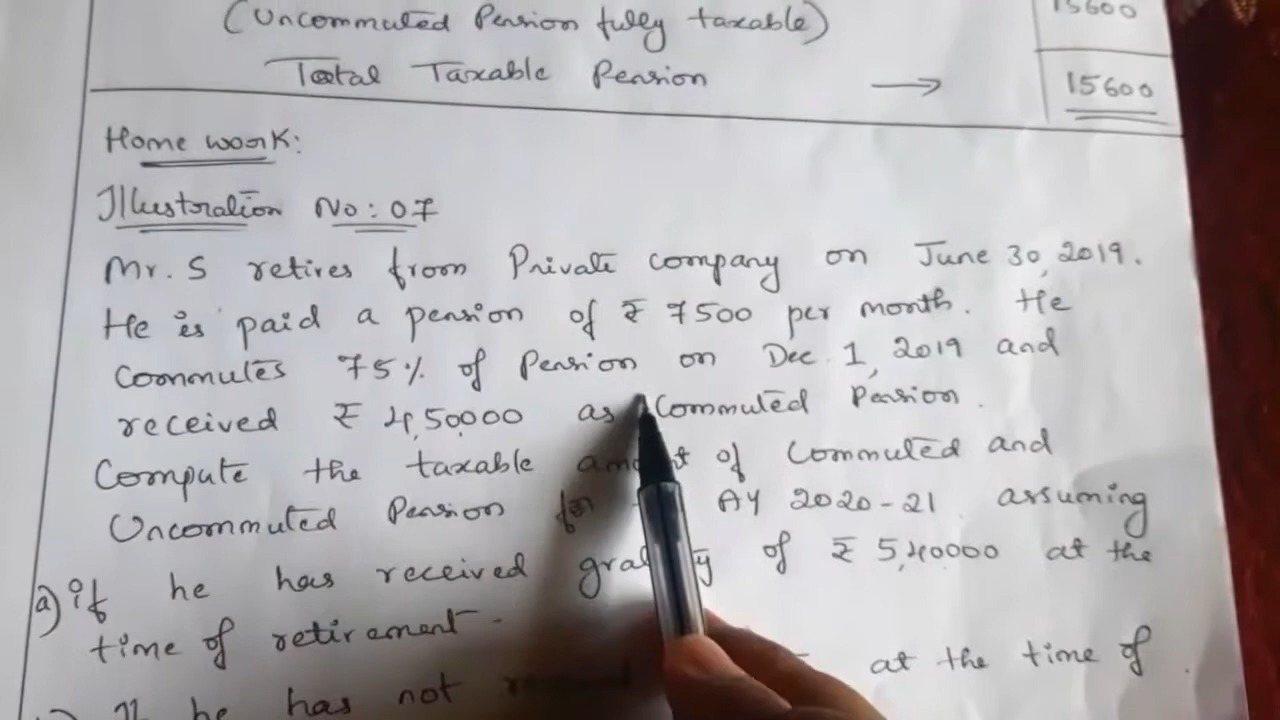 (Uncommuted Pension fully taxable)
15600
Total Taxable Pension → 15600
Home work:
Illustration No: 07
Mr. S retires from Private company on June 30, 2019.
He is paid a pension of ₹ 7500 per month. He
Commutes 75% of Pension on Dec. 1, 2019 and
received ₹ 4,50,000 as Commuted Pension.
Compute the taxable of Commuted and
Uncommuted Pension AY 2020-21 assuming
a) if he has received of ₹ 5,40000 at the
time of retirement.
If he has not at the time of